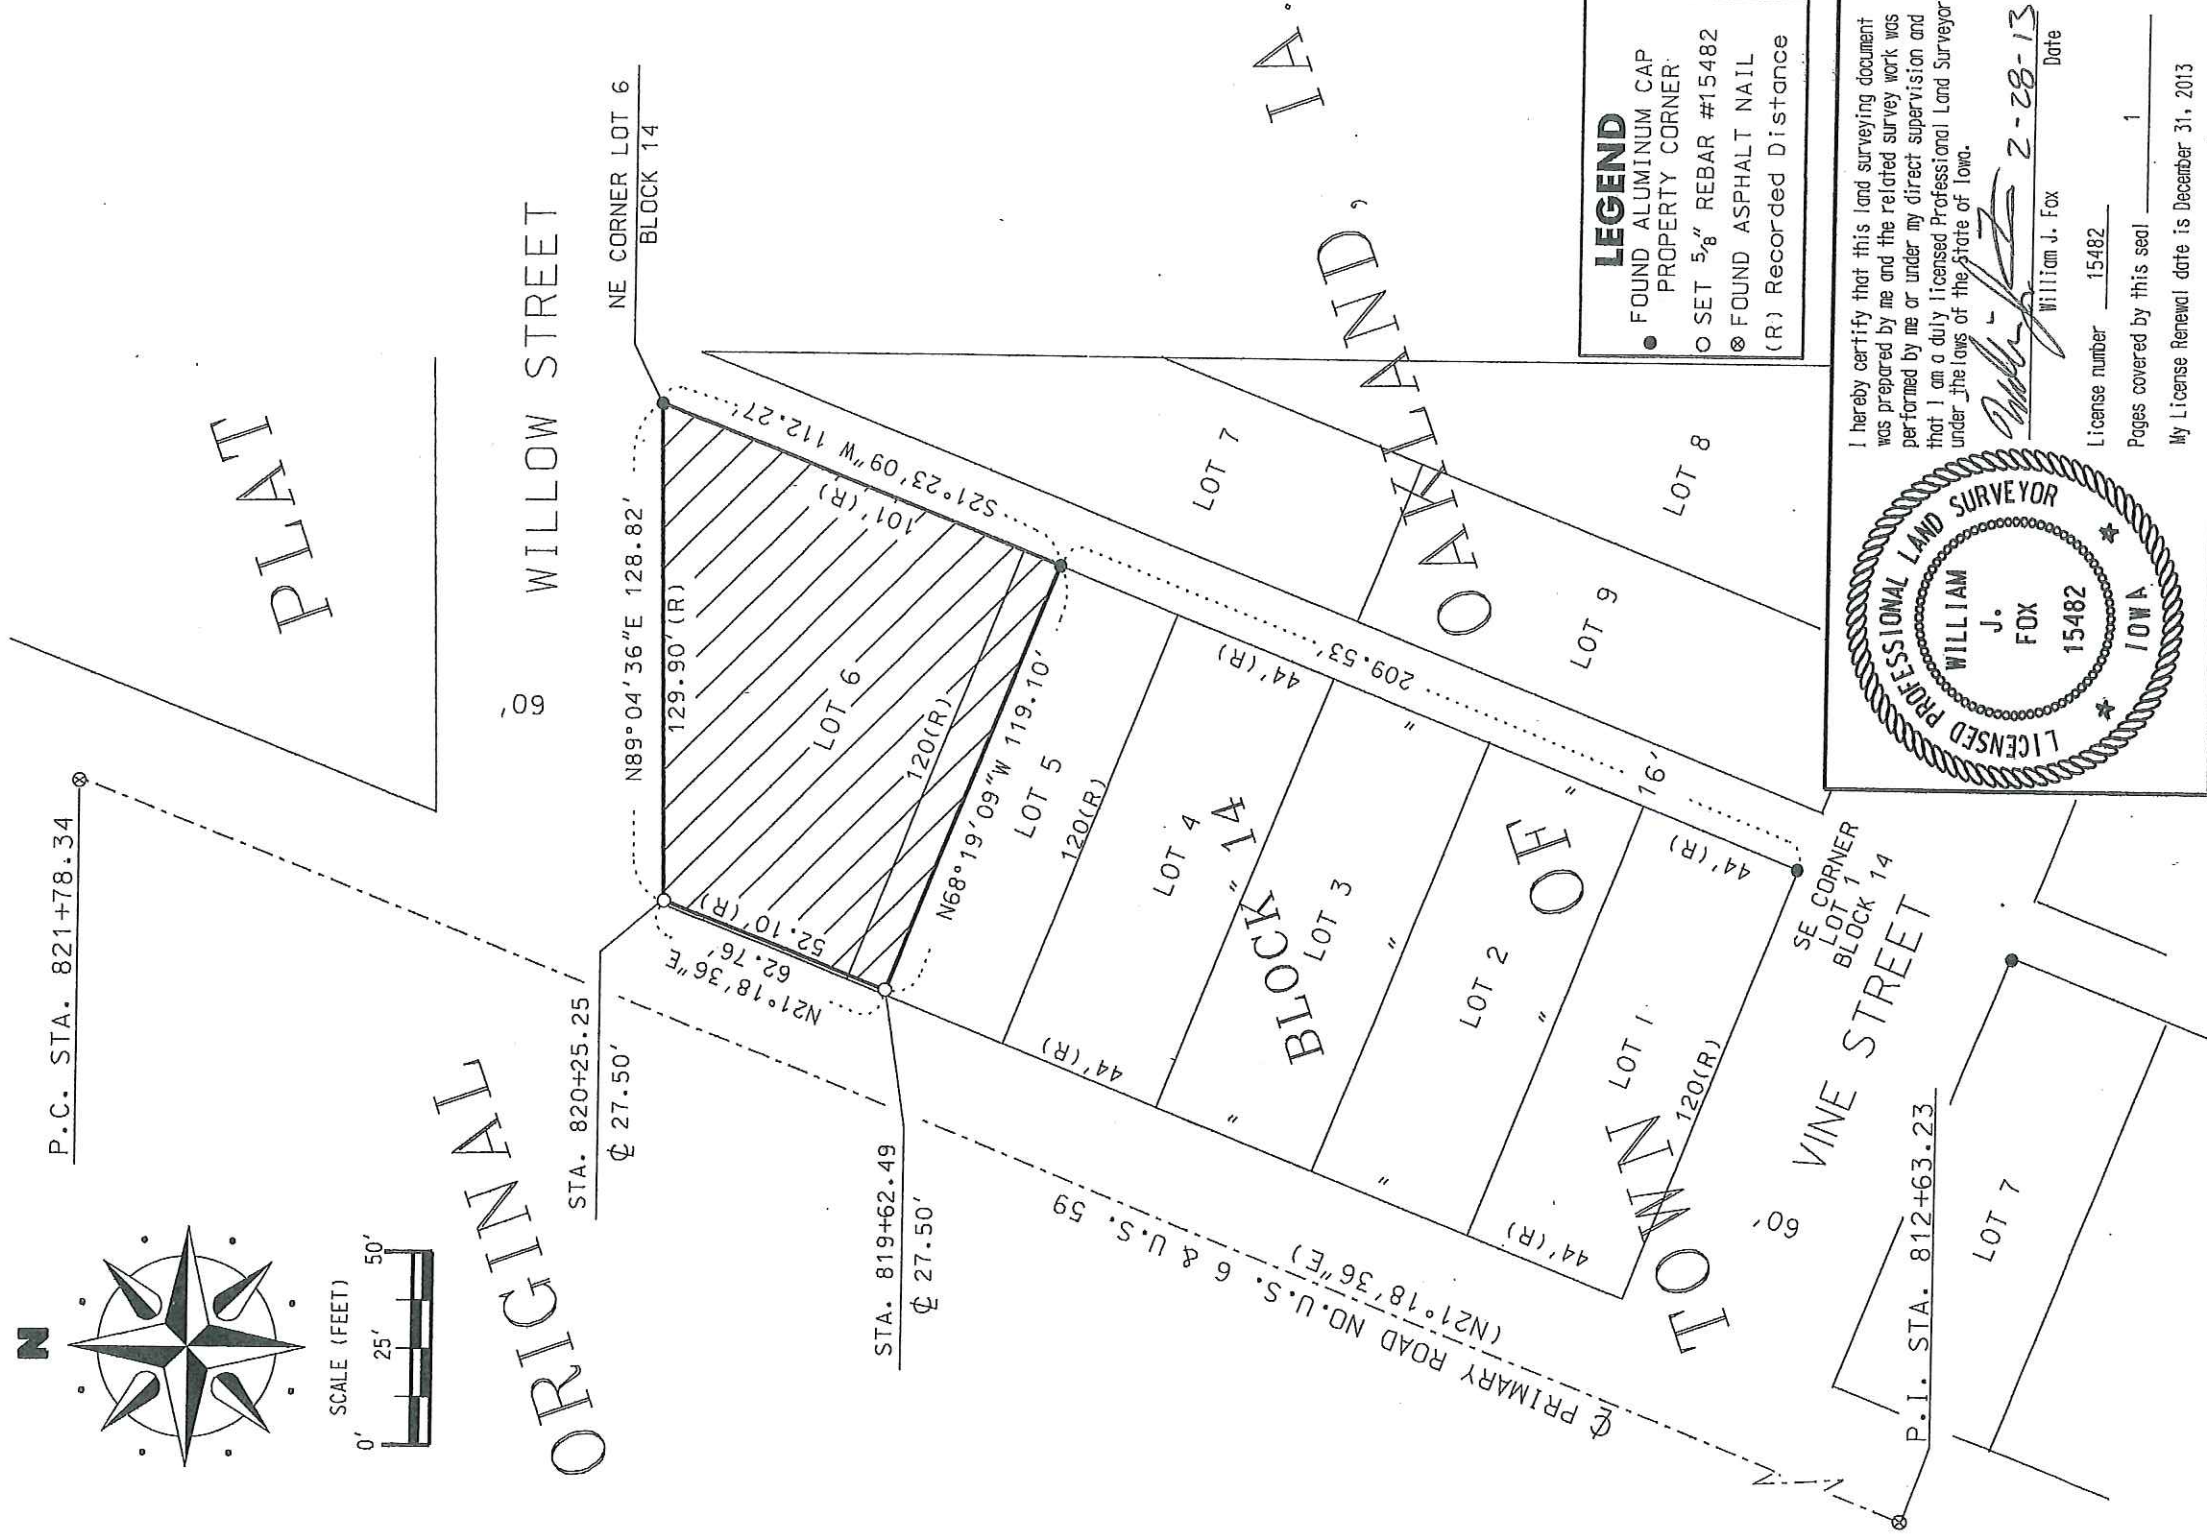 N
SCALE (FEET)
0' 25' 50'
P.C. STA. 821+78.34
PLAT
ORIGINAL
WILLOW STREET
60'
NE CORNER LOT 6
BLOCK 14
STA. 820+25.25
℄ 27.50'
N89°04'36"E 128.82'
129.90'(R)
S21°23'09"W 112.27'
101'(R)
LOT 6
120(R)
52.10'(R)
62.76'
N21°18'36"E
N68°19'09"W 119.10'
STA. 819+62.49
℄ 27.50'
LOT 5
120(R)
LOT 7
LOT 8
LOT 9
OAKLAND, IA.
44'(R)
44'(R)
LOT 4
"
"
"
BLOCK 14
LOT 3
"
209.53'
16'
"
"
LOT 2
"
OF
44'(R)
44'(R)
LOT 1
120(R)
TOWN
℄ PRIMARY ROAD NO. U.S. 6 & U.S. 59
(N21°18'36"E)
SE CORNER
LOT 1
BLOCK 14
60'
VINE STREET
P.I. STA. 812+63.23
LOT 7
LEGEND
● FOUND ALUMINUM CAP
PROPERTY CORNER
○ SET 5/8" REBAR #15482
⊗ FOUND ASPHALT NAIL
(R) Recorded Distance
LICENSED PROFESSIONAL LAND SURVEYOR
WILLIAM
J.
FOX
15482
★ IOWA ★
I hereby certify that this land surveying document
was prepared by me and the related survey work was
performed by me or under my direct supervision and
that I am a duly licensed Professional Land Surveyor
under the laws of the State of Iowa.
2-28-13
William J. Fox Date
License number 15482
Pages covered by this seal 1
My License Renewal date is December 31, 2013